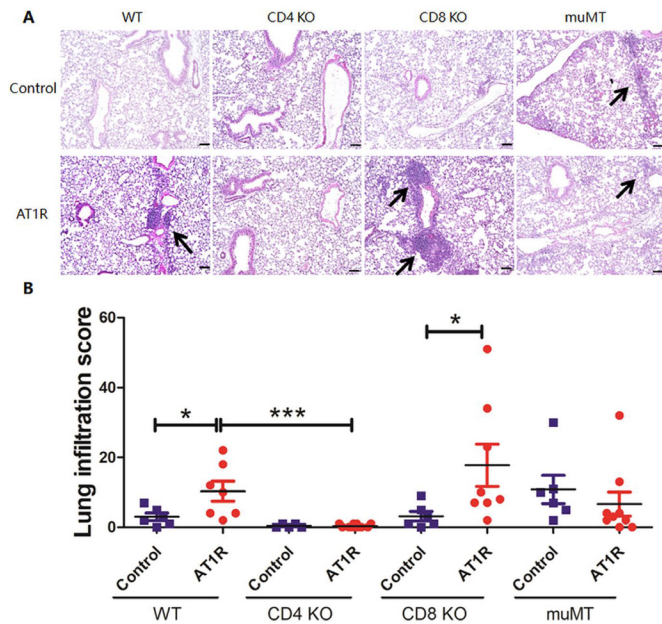 A
WT
CD4 KO
CD8 KO
muMT
Control
AT1R
B
Lung infiltration score
60
40
20
0
*
***
*
Control
AT1R
Control
AT1R
Control
AT1R
Control
AT1R
WT
CD4 KO
CD8 KO
muMT